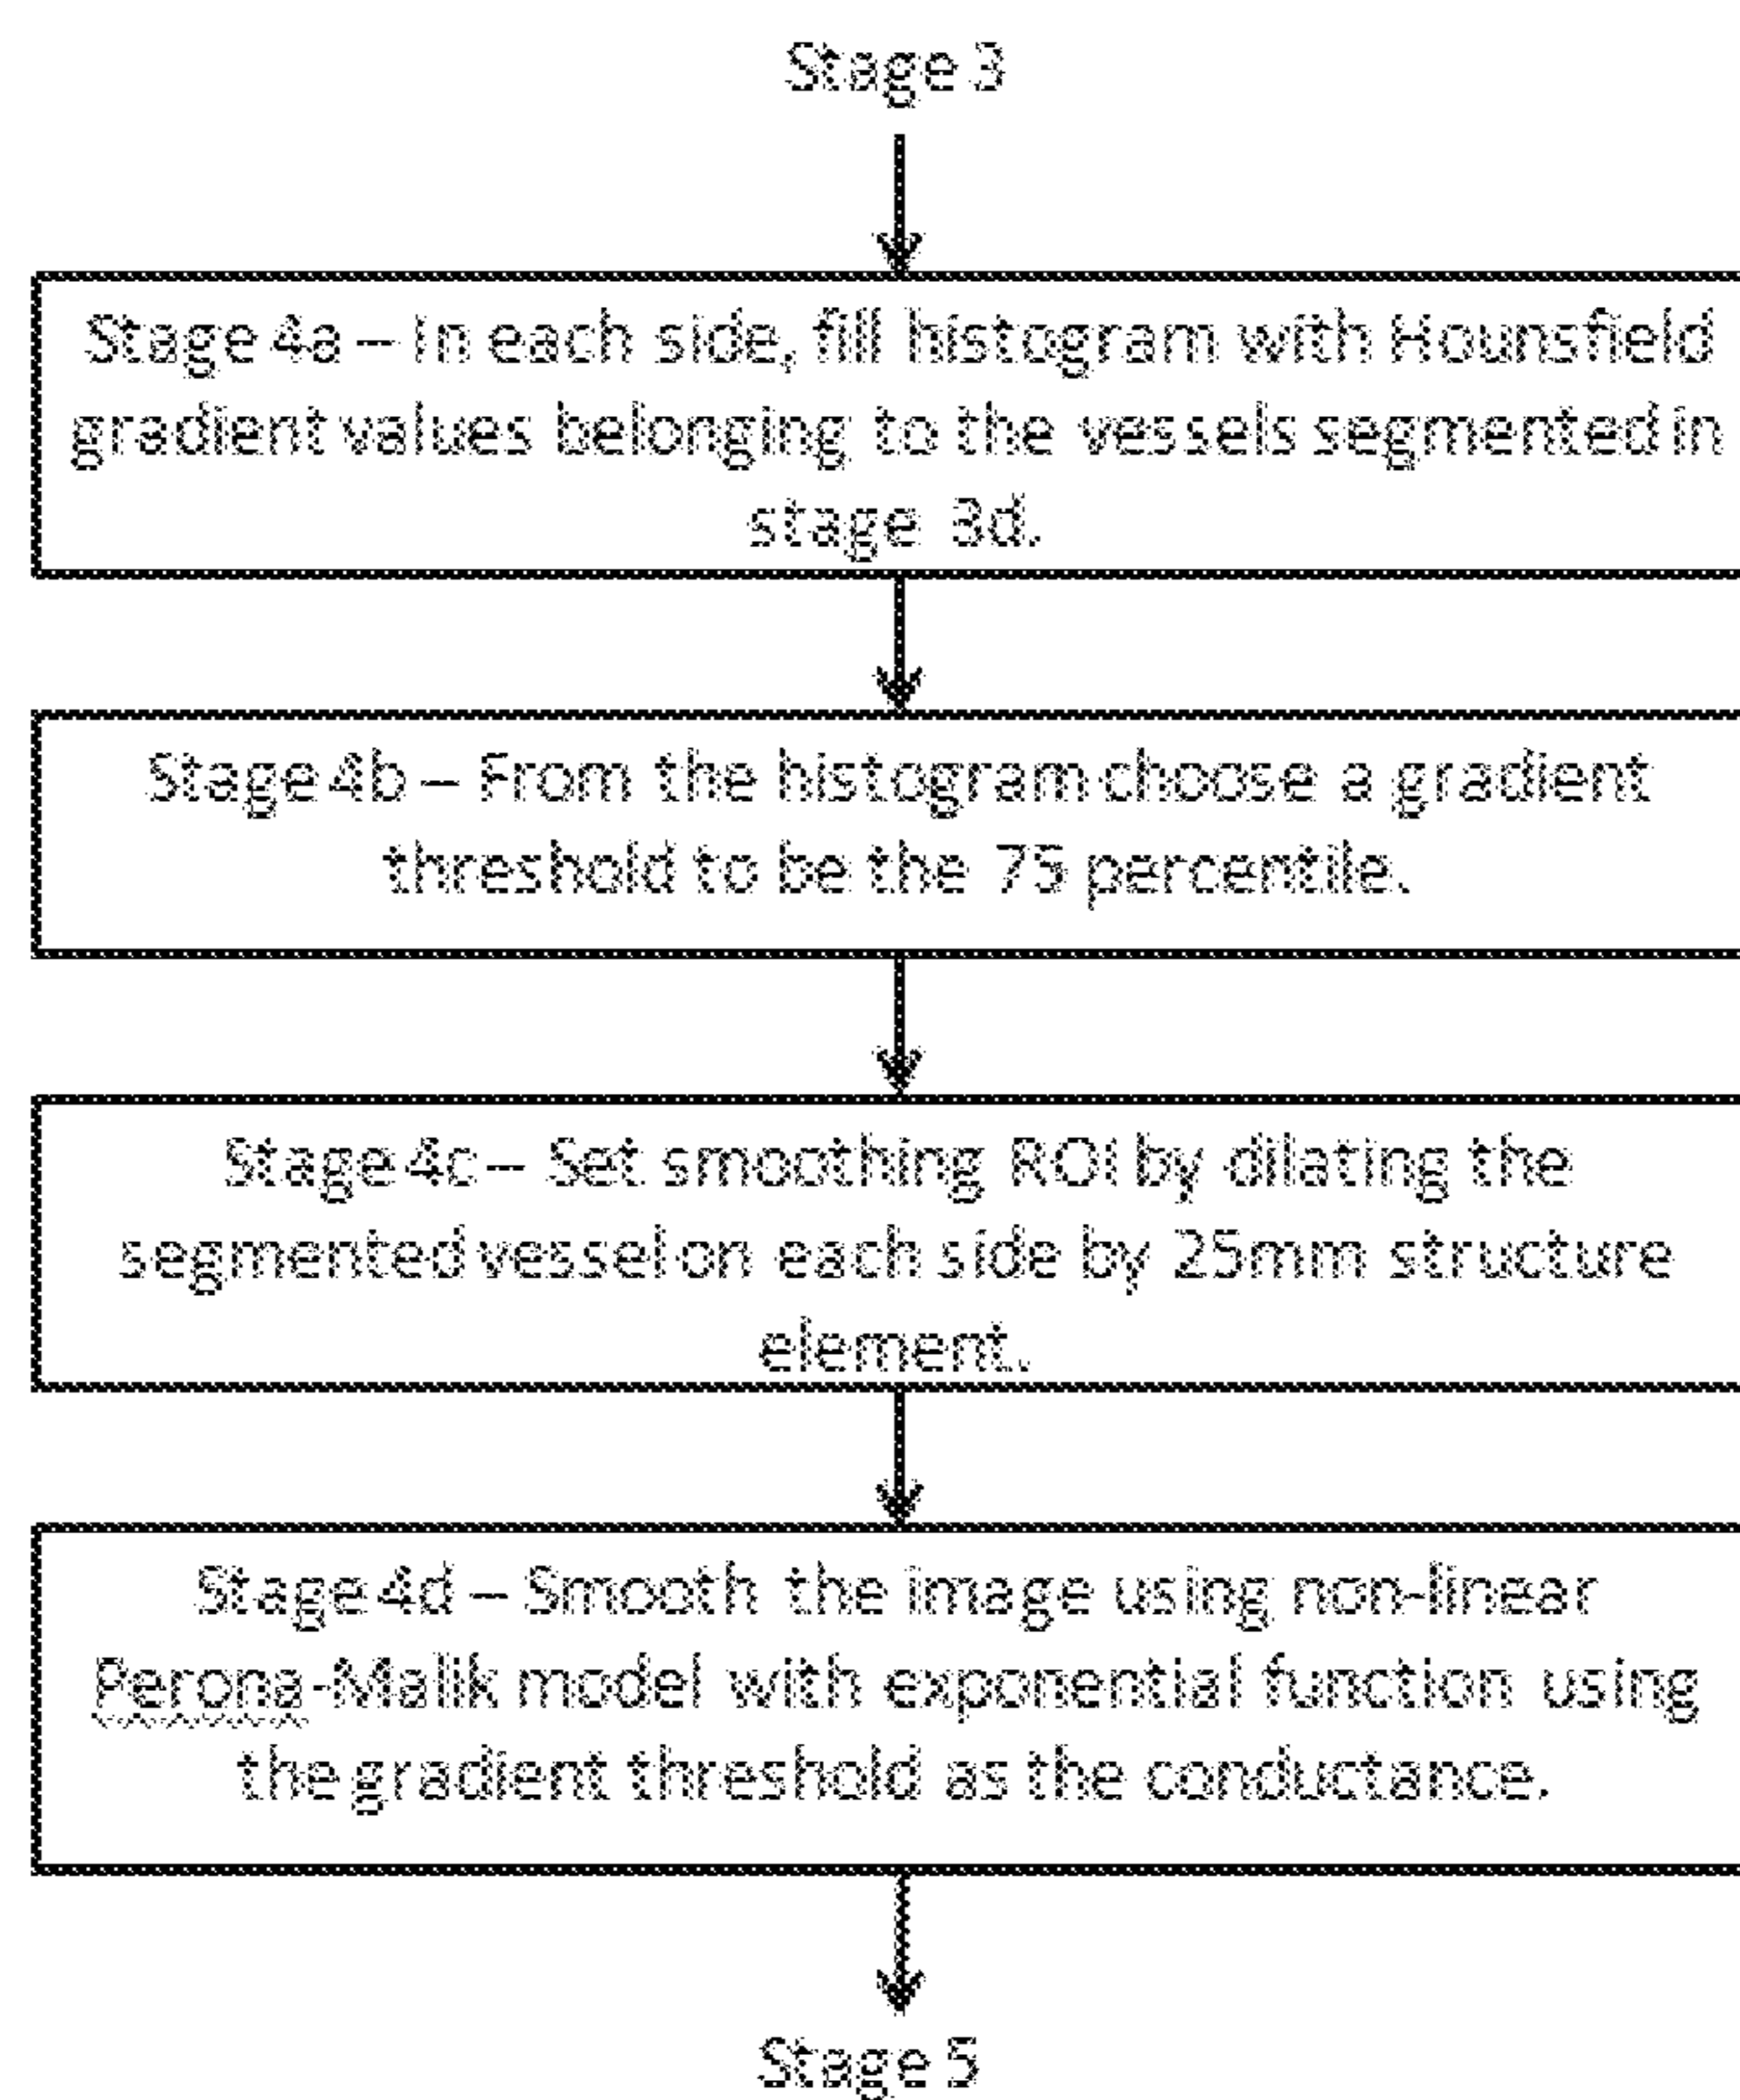 Stage 3
Stage 4a – In each side, fill histogram with Hounsfield
gradient values belonging to the vessels segmented in
stage 3d.
Stage 4b – From the histogram choose a gradient
threshold to be the 75 percentile.
Stage 4c – Set smoothing ROI by dilating the
segmented vessel on each side by 25mm structure
element.
Stage 4d – Smooth the image using non-linear
Perona-Malik model with exponential function using
the gradient threshold as the conductance.
Stage 5